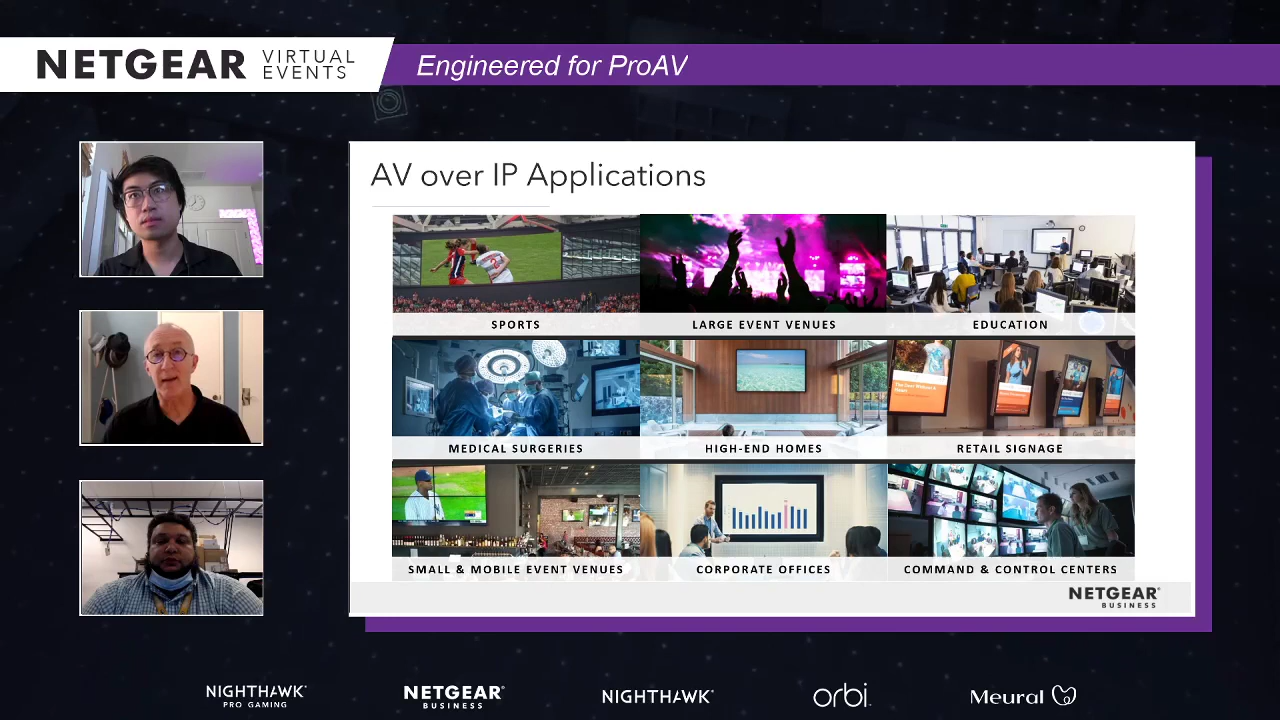 NETGEAR VIRTUAL EVENTS
Engineered for ProAV
AV over IP Applications
SPORTS
LARGE EVENT VENUES
EDUCATION
MEDICAL SURGERIES
HIGH-END HOMES
RETAIL SIGNAGE
SMALL & MOBILE EVENT VENUES
CORPORATE OFFICES
COMMAND & CONTROL CENTERS
NETGEAR®
BUSINESS
NIGHTHAWK®
PRO GAMING
NETGEAR®
BUSINESS
NIGHTHAWK®
orbi™
Meural